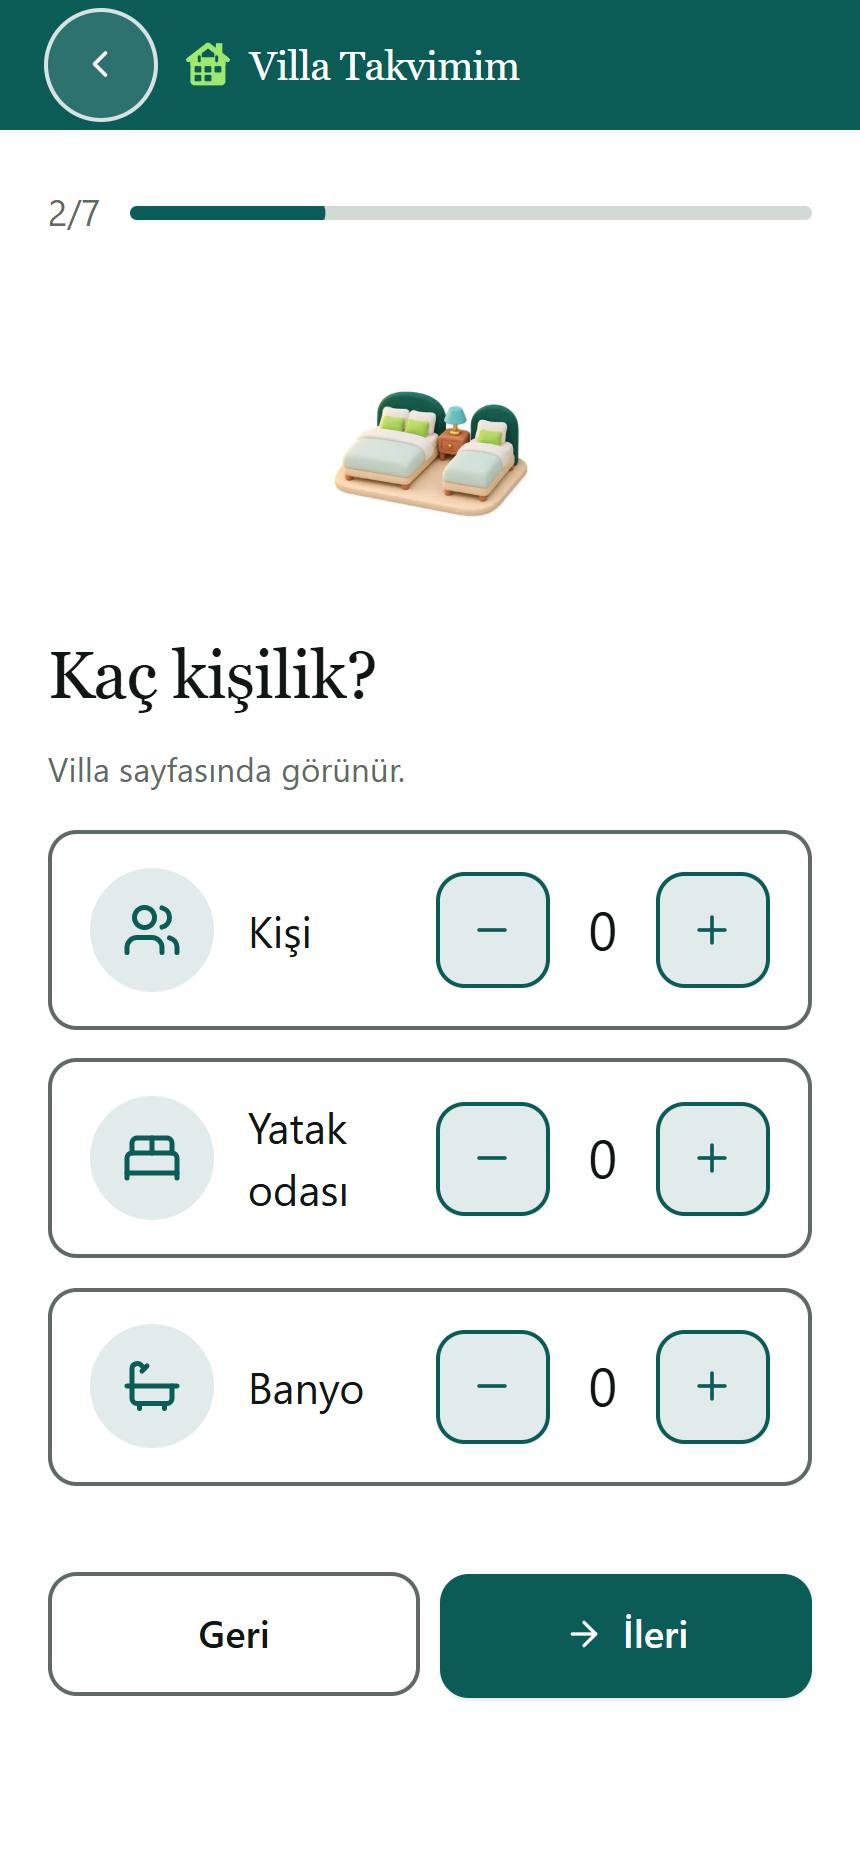 Villa Takvimim
2/7
Kaç kişilik?
Villa sayfasında görünür.
Kişi
0
Yatak
odası
0
Banyo
0
Geri
İleri